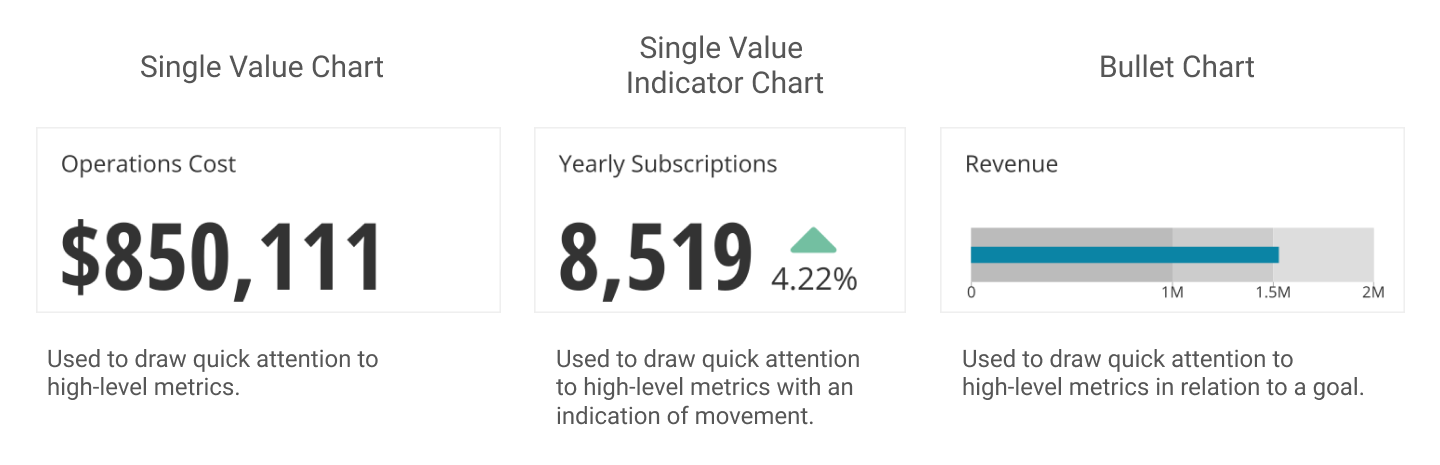 Single Value Chart
Single Value
Indicator Chart
Bullet Chart
Operations Cost
$850,111
Yearly Subscriptions
8,519
4.22%
Revenue
0 1M 1.5M 2M
Used to draw quick attention to
high-level metrics.
Used to draw quick attention
to high-level metrics with an
indication of movement.
Used to draw quick attention to
high-level metrics in relation to a goal.